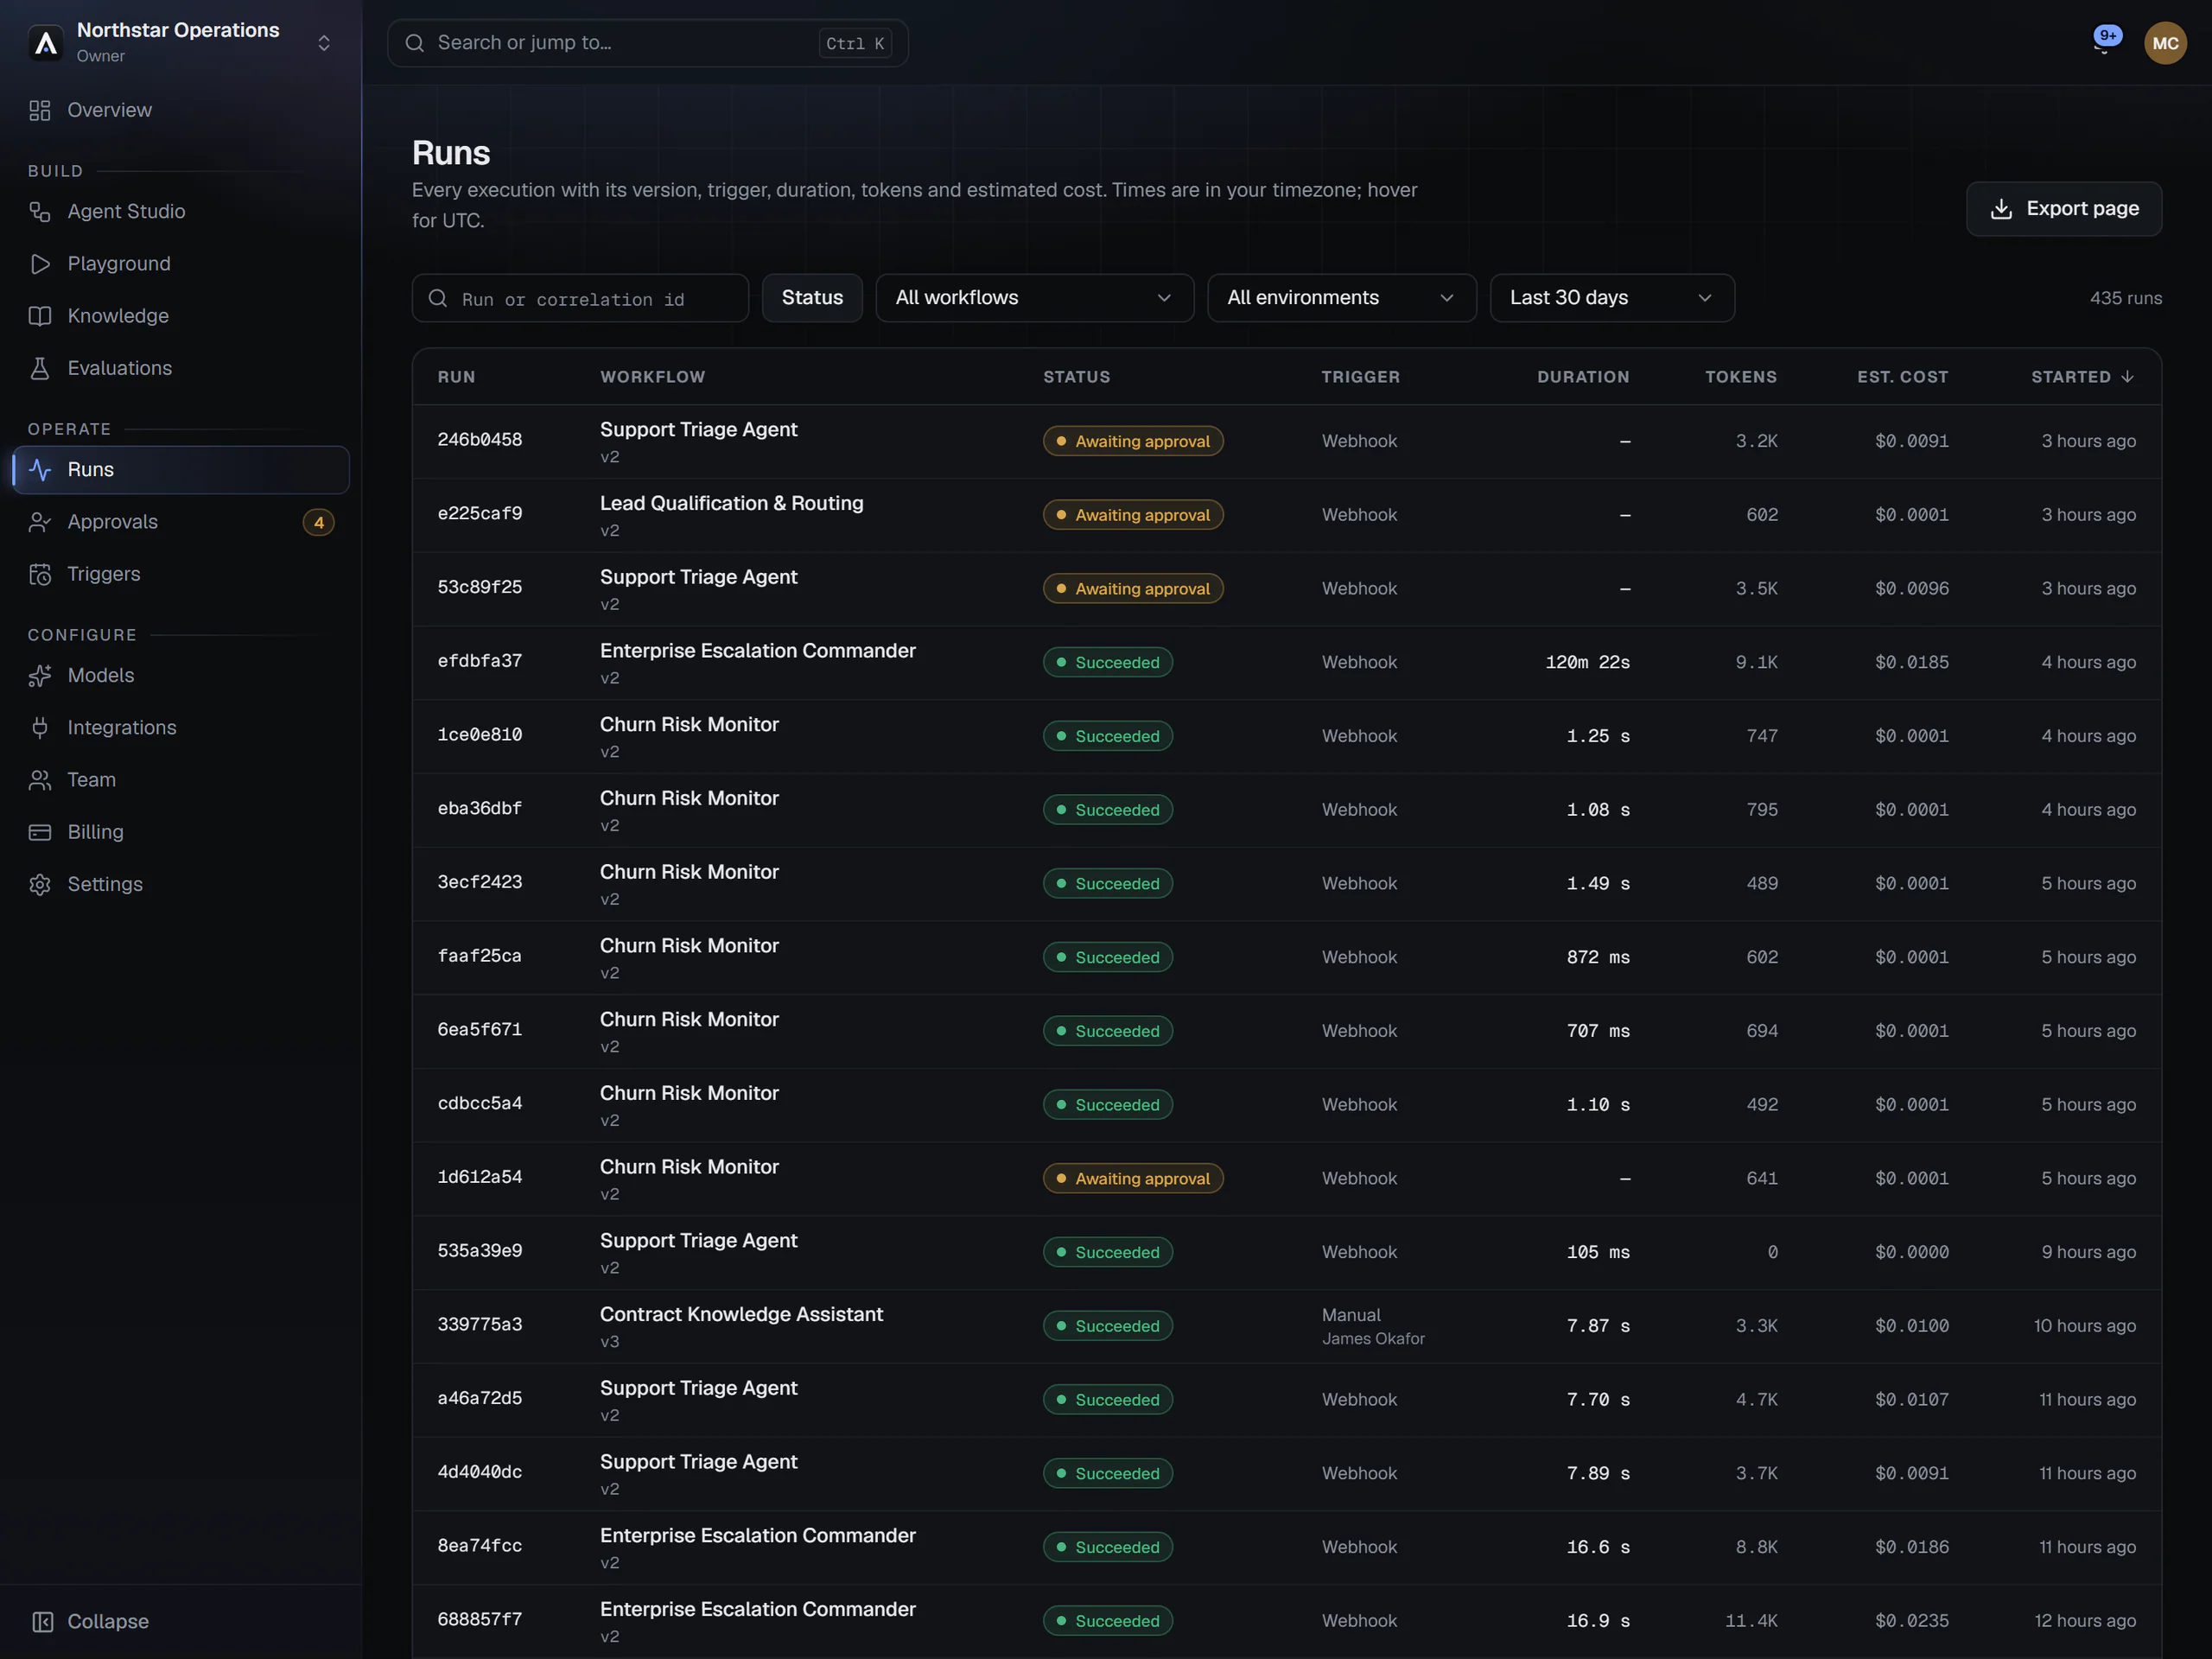 Northstar Operations
Owner
Search or jump to…
Ctrl K
9+
MC
Overview
BUILD
Agent Studio
Playground
Knowledge
Evaluations
OPERATE
Runs
Approvals
4
Triggers
CONFIGURE
Models
Integrations
Team
Billing
Settings
Collapse
Runs
Every execution with its version, trigger, duration, tokens and estimated cost. Times are in your timezone; hover
for UTC.
Export page
Run or correlation id
Status
All workflows
All environments
Last 30 days
435 runs
RUN WORKFLOW STATUS TRIGGER DURATION TOKENS EST. COST STARTED
246b0458 Support Triage Agent Awaiting approval Webhook – 3.2K $0.0091 3 hours ago
v2
e225caf9 Lead Qualification & Routing Awaiting approval Webhook – 602 $0.0001 3 hours ago
v2
53c89f25 Support Triage Agent Awaiting approval Webhook – 3.5K $0.0096 3 hours ago
v2
efdbfa37 Enterprise Escalation Commander Succeeded Webhook 120m 22s 9.1K $0.0185 4 hours ago
v2
1ce0e810 Churn Risk Monitor Succeeded Webhook 1.25 s 747 $0.0001 4 hours ago
v2
eba36dbf Churn Risk Monitor Succeeded Webhook 1.08 s 795 $0.0001 4 hours ago
v2
3ecf2423 Churn Risk Monitor Succeeded Webhook 1.49 s 489 $0.0001 5 hours ago
v2
faaf25ca Churn Risk Monitor Succeeded Webhook 872 ms 602 $0.0001 5 hours ago
v2
6ea5f671 Churn Risk Monitor Succeeded Webhook 707 ms 694 $0.0001 5 hours ago
v2
cdbcc5a4 Churn Risk Monitor Succeeded Webhook 1.10 s 492 $0.0001 5 hours ago
v2
1d612a54 Churn Risk Monitor Awaiting approval Webhook – 641 $0.0001 5 hours ago
v2
535a39e9 Support Triage Agent Succeeded Webhook 105 ms 0 $0.0000 9 hours ago
v2
339775a3 Contract Knowledge Assistant Succeeded Manual 7.87 s 3.3K $0.0100 10 hours ago
v3 James Okafor
a46a72d5 Support Triage Agent Succeeded Webhook 7.70 s 4.7K $0.0107 11 hours ago
v2
4d4040dc Support Triage Agent Succeeded Webhook 7.89 s 3.7K $0.0091 11 hours ago
v2
8ea74fcc Enterprise Escalation Commander Succeeded Webhook 16.6 s 8.8K $0.0186 11 hours ago
v2
688857f7 Enterprise Escalation Commander Succeeded Webhook 16.9 s 11.4K $0.0235 12 hours ago
v2